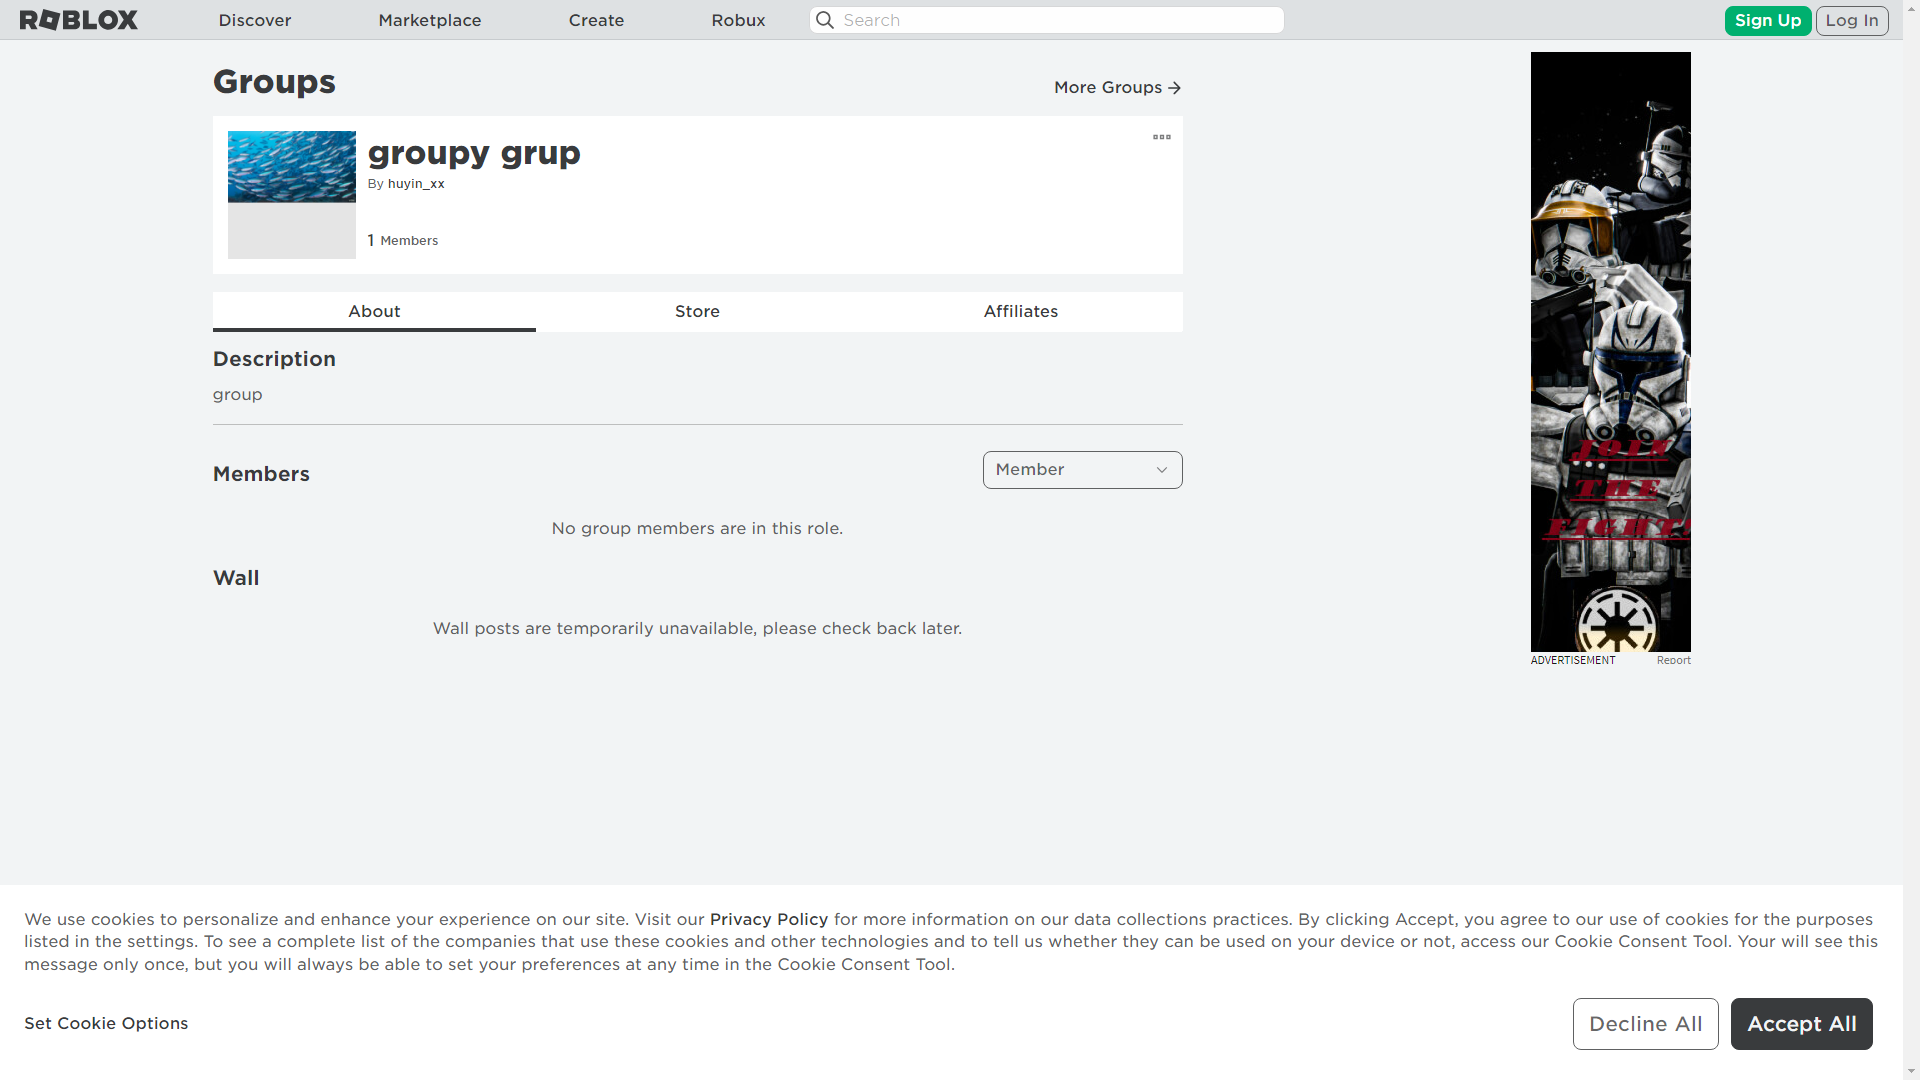 ROBLOX
Discover
Marketplace
Create
Robux
Search
Sign Up
Log In
Groups
More Groups
groupy grup
By huyin_xx
1 Members
About
Store
Affiliates
Description
group
Members
Member
No group members are in this role.
Wall
Wall posts are temporarily unavailable, please check back later.
JOIN
THE
FIGHT!
ADVERTISEMENT
Report
We use cookies to personalize and enhance your experience on our site. Visit our Privacy Policy for more information on our data collections practices. By clicking Accept, you agree to our use of cookies for the purposes
listed in the settings. To see a complete list of the companies that use these cookies and other technologies and to tell us whether they can be used on your device or not, access our Cookie Consent Tool. Your will see this
message only once, but you will always be able to set your preferences at any time in the Cookie Consent Tool.
Set Cookie Options
Decline All
Accept All